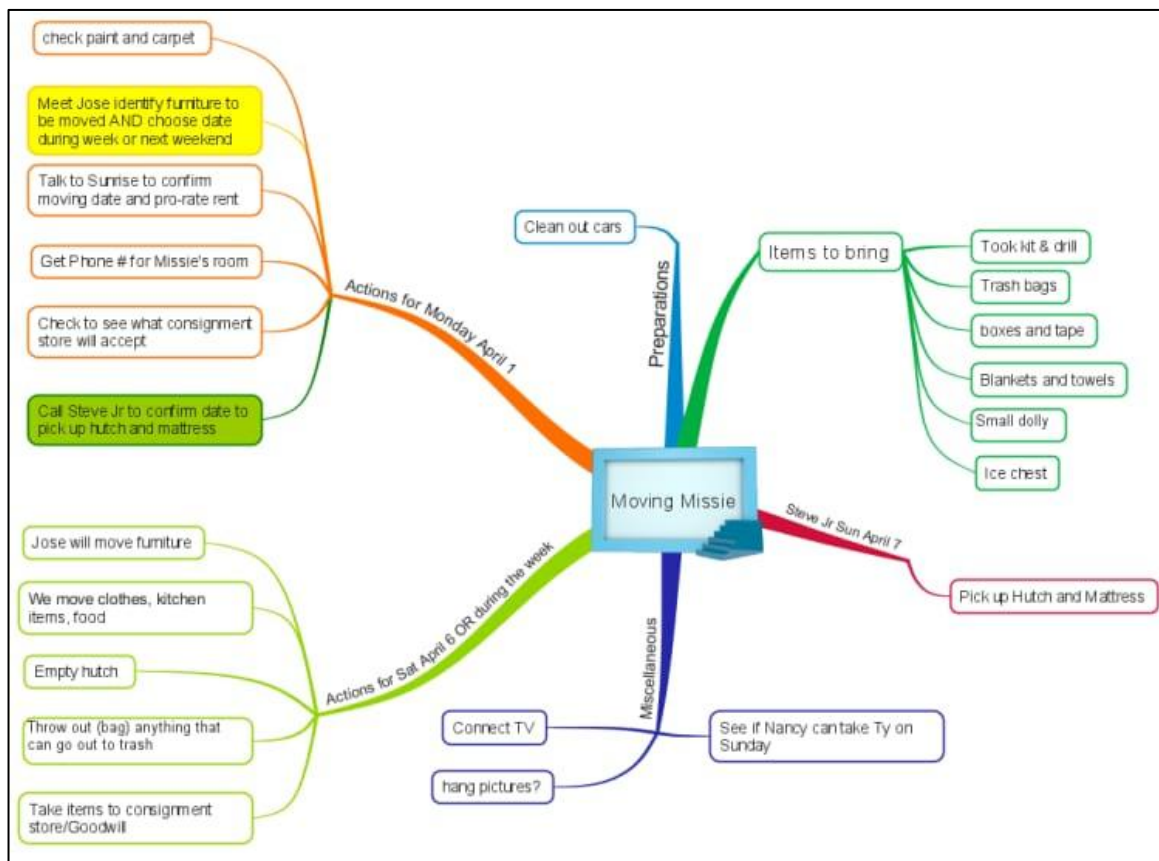 Moving Missie
Actions for Monday April 1
check paint and carpet
Meet Jose identify furniture to
be moved AND choose date
during week or next weekend
Talk to Sunrise to confirm
moving date and pro-rate rent
Get Phone # for Missie's room
Check to see what consignment
store will accept
Call Steve Jr to confirm date to
pick up hutch and mattress
Preparations
Clean out cars
Items to bring
Took kit & drill
Trash bags
boxes and tape
Blankets and towels
Small dolly
Ice chest
Steve Jr Sun April 7
Pick up Hutch and Mattress
Miscellaneous
Connect TV
See if Nancy can take Ty on
Sunday
hang pictures?
Actions for Sat April 6 OR during the week
Jose will move furniture
We move clothes, kitchen
items, food
Empty hutch
Throw out (bag) anything that
can go out to trash
Take items to consignment
store/Goodwill